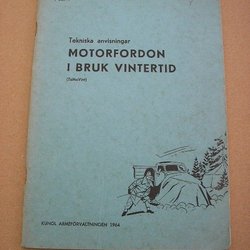 Tekniska anvisningar
MOTORFORDON
I BRUK VINTERTID
KUNGL ARMÉFÖRVALTNINGEN 1964